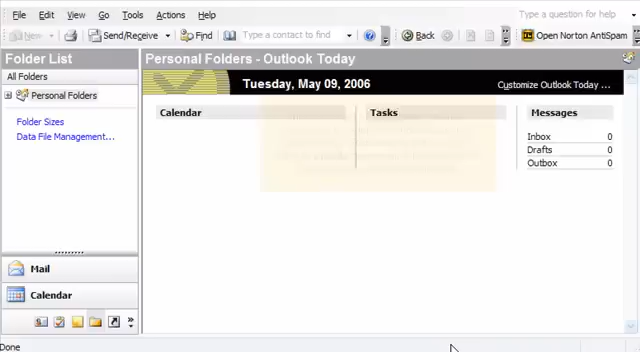 File Edit View Go Tools Actions Help Type a question for help
New Send/Receive Find Type a contact to find Back Open Norton AntiSpam
Folder List
Personal Folders - Outlook Today
All Folders
Personal Folders
Folder Sizes
Data File Management...
Tuesday, May 09, 2006
Customize Outlook Today ...
Calendar
Tasks
Messages
Inbox 0
Drafts 0
Outbox 0
Mail
Calendar
Done